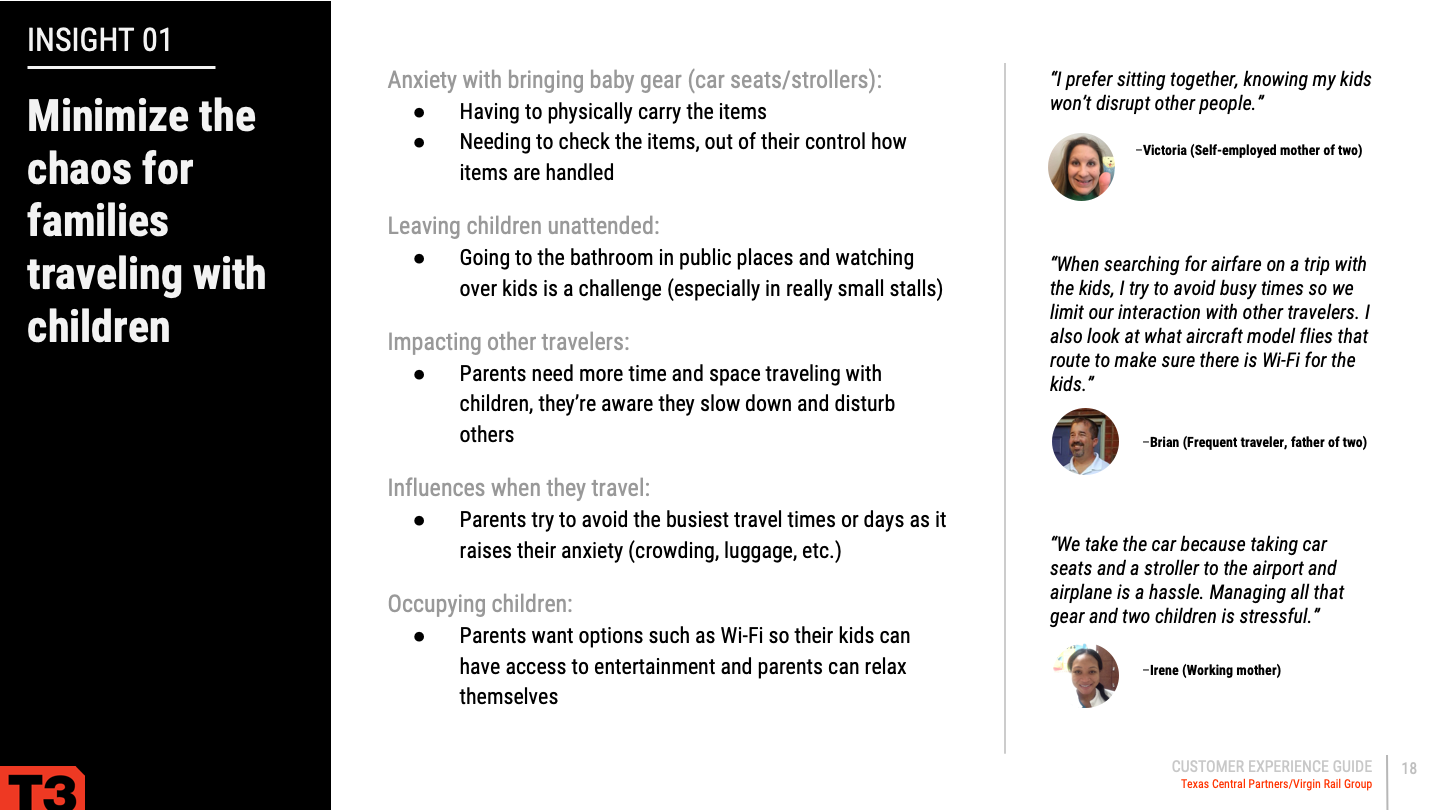 INSIGHT 01
Minimize the
chaos for
families
traveling with
children
T3
Anxiety with bringing baby gear (car seats/strollers):
● Having to physically carry the items
● Needing to check the items, out of their control how
items are handled
Leaving children unattended:
● Going to the bathroom in public places and watching
over kids is a challenge (especially in really small stalls)
Impacting other travelers:
● Parents need more time and space traveling with
children, they’re aware they slow down and disturb
others
Influences when they travel:
● Parents try to avoid the busiest travel times or days as it
raises their anxiety (crowding, luggage, etc.)
Occupying children:
● Parents want options such as Wi-Fi so their kids can
have access to entertainment and parents can relax
themselves
“I prefer sitting together, knowing my kids
won’t disrupt other people.”
–Victoria (Self-employed mother of two)
“When searching for airfare on a trip with
the kids, I try to avoid busy times so we
limit our interaction with other travelers. I
also look at what aircraft model flies that
route to make sure there is Wi-Fi for the
kids.”
–Brian (Frequent traveler, father of two)
“We take the car because taking car
seats and a stroller to the airport and
airplane is a hassle. Managing all that
gear and two children is stressful.”
–Irene (Working mother)
CUSTOMER EXPERIENCE GUIDE
Texas Central Partners/Virgin Rail Group
18